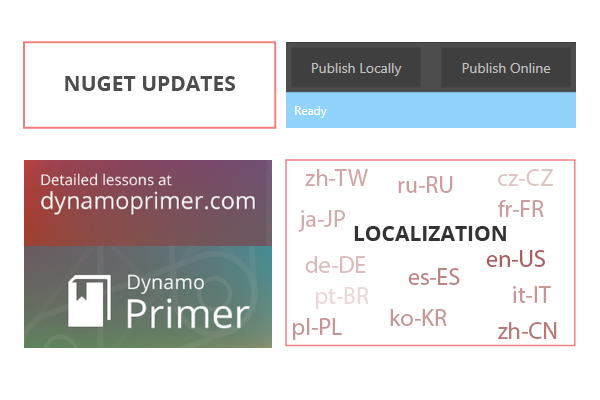 NUGET UPDATES
Publish Locally
Publish Online
Ready
Detailed lessons at
dynamoprimer.com
Dynamo
Primer
zh-TW
ru-RU
cz-CZ
ja-JP
fr-FR
LOCALIZATION
de-DE
es-ES
en-US
pt-BR
it-IT
pl-PL
ko-KR
zh-CN